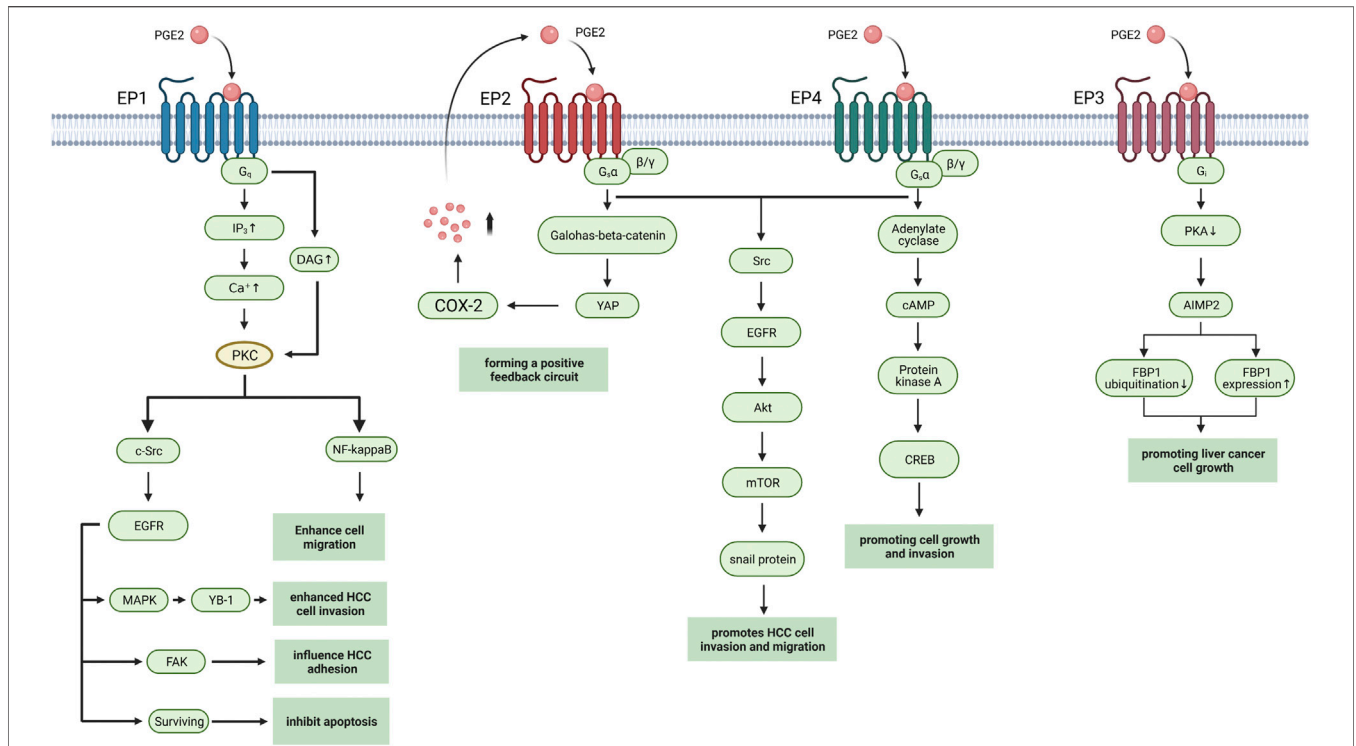 PGE2
EP1
Gq
IP3↑
DAG↑
Ca+↑
PKC
c-Src
NF-kappaB
EGFR
Enhance cell
migration
MAPK
YB-1
enhanced HCC
cell invasion
FAK
influence HCC
adhesion
Surviving
inhibit apoptosis
PGE2
EP2
Gsα
β/γ
Galohas-beta-catenin
YAP
COX-2
forming a positive
feedback circuit
Src
EGFR
Akt
mTOR
snail protein
promotes HCC cell
invasion and migration
PGE2
EP4
Gsα
β/γ
Adenylate
cyclase
cAMP
Protein
kinase A
CREB
promoting cell growth
and invasion
PGE2
EP3
Gi
PKA↓
AIMP2
FBP1
ubiquitination↓
FBP1
expression↑
promoting liver cancer
cell growth